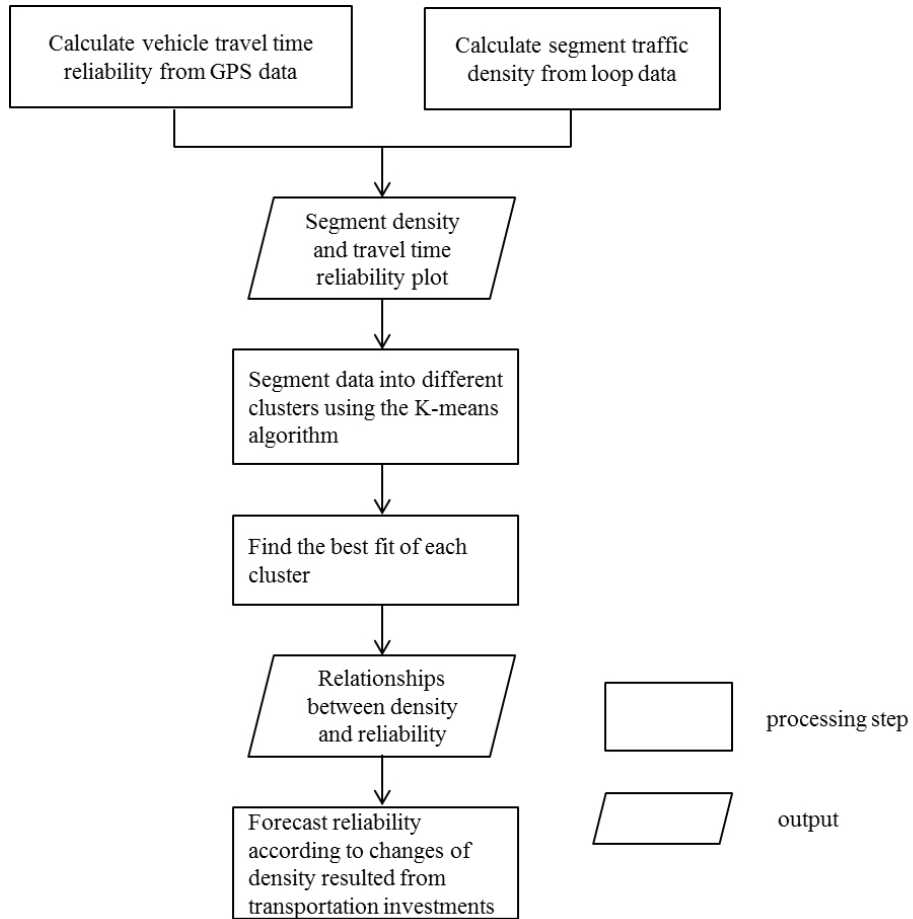 Calculate vehicle travel time
reliability from GPS data
Calculate segment traffic
density from loop data
Segment density
and travel time
reliability plot
Segment data into different
clusters using the K-means
algorithm
Find the best fit of each
cluster
Relationships
between density
and reliability
processing step
output
Forecast reliability
according to changes of
density resulted from
transportation investments